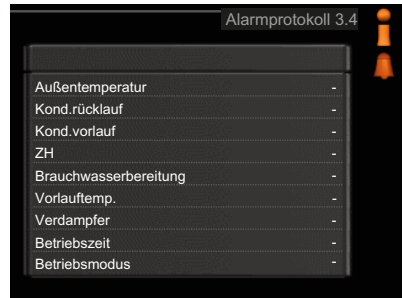 Alarmprotokoll 3.4
Außentemperatur -
Kond.rücklauf -
Kond.vorlauf -
ZH -
Brauchwasserbereitung -
Vorlauftemp. -
Verdampfer -
Betriebszeit -
Betriebsmodus -